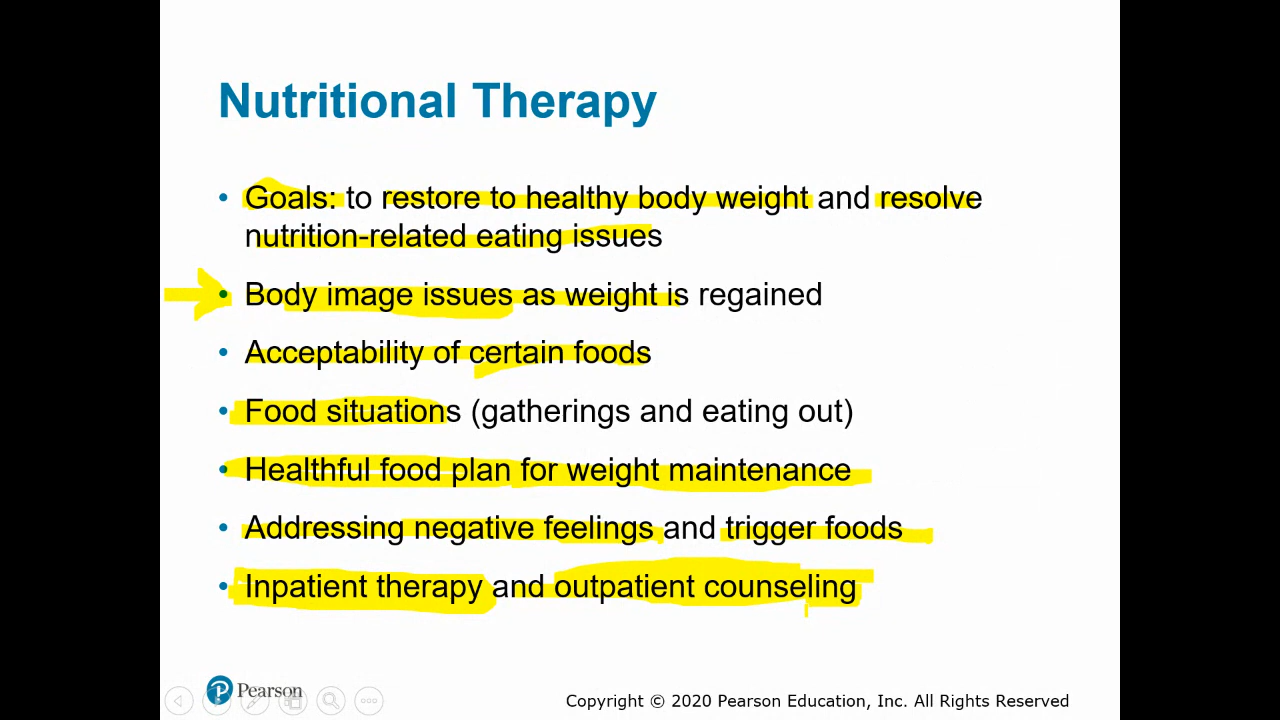 Nutritional Therapy
• Goals: to restore to healthy body weight and resolve
nutrition-related eating issues
• Body image issues as weight is regained
• Acceptability of certain foods
• Food situations (gatherings and eating out)
• Healthful food plan for weight maintenance
• Addressing negative feelings and trigger foods
• Inpatient therapy and outpatient counseling
P Pearson
Copyright © 2020 Pearson Education, Inc. All Rights Reserved